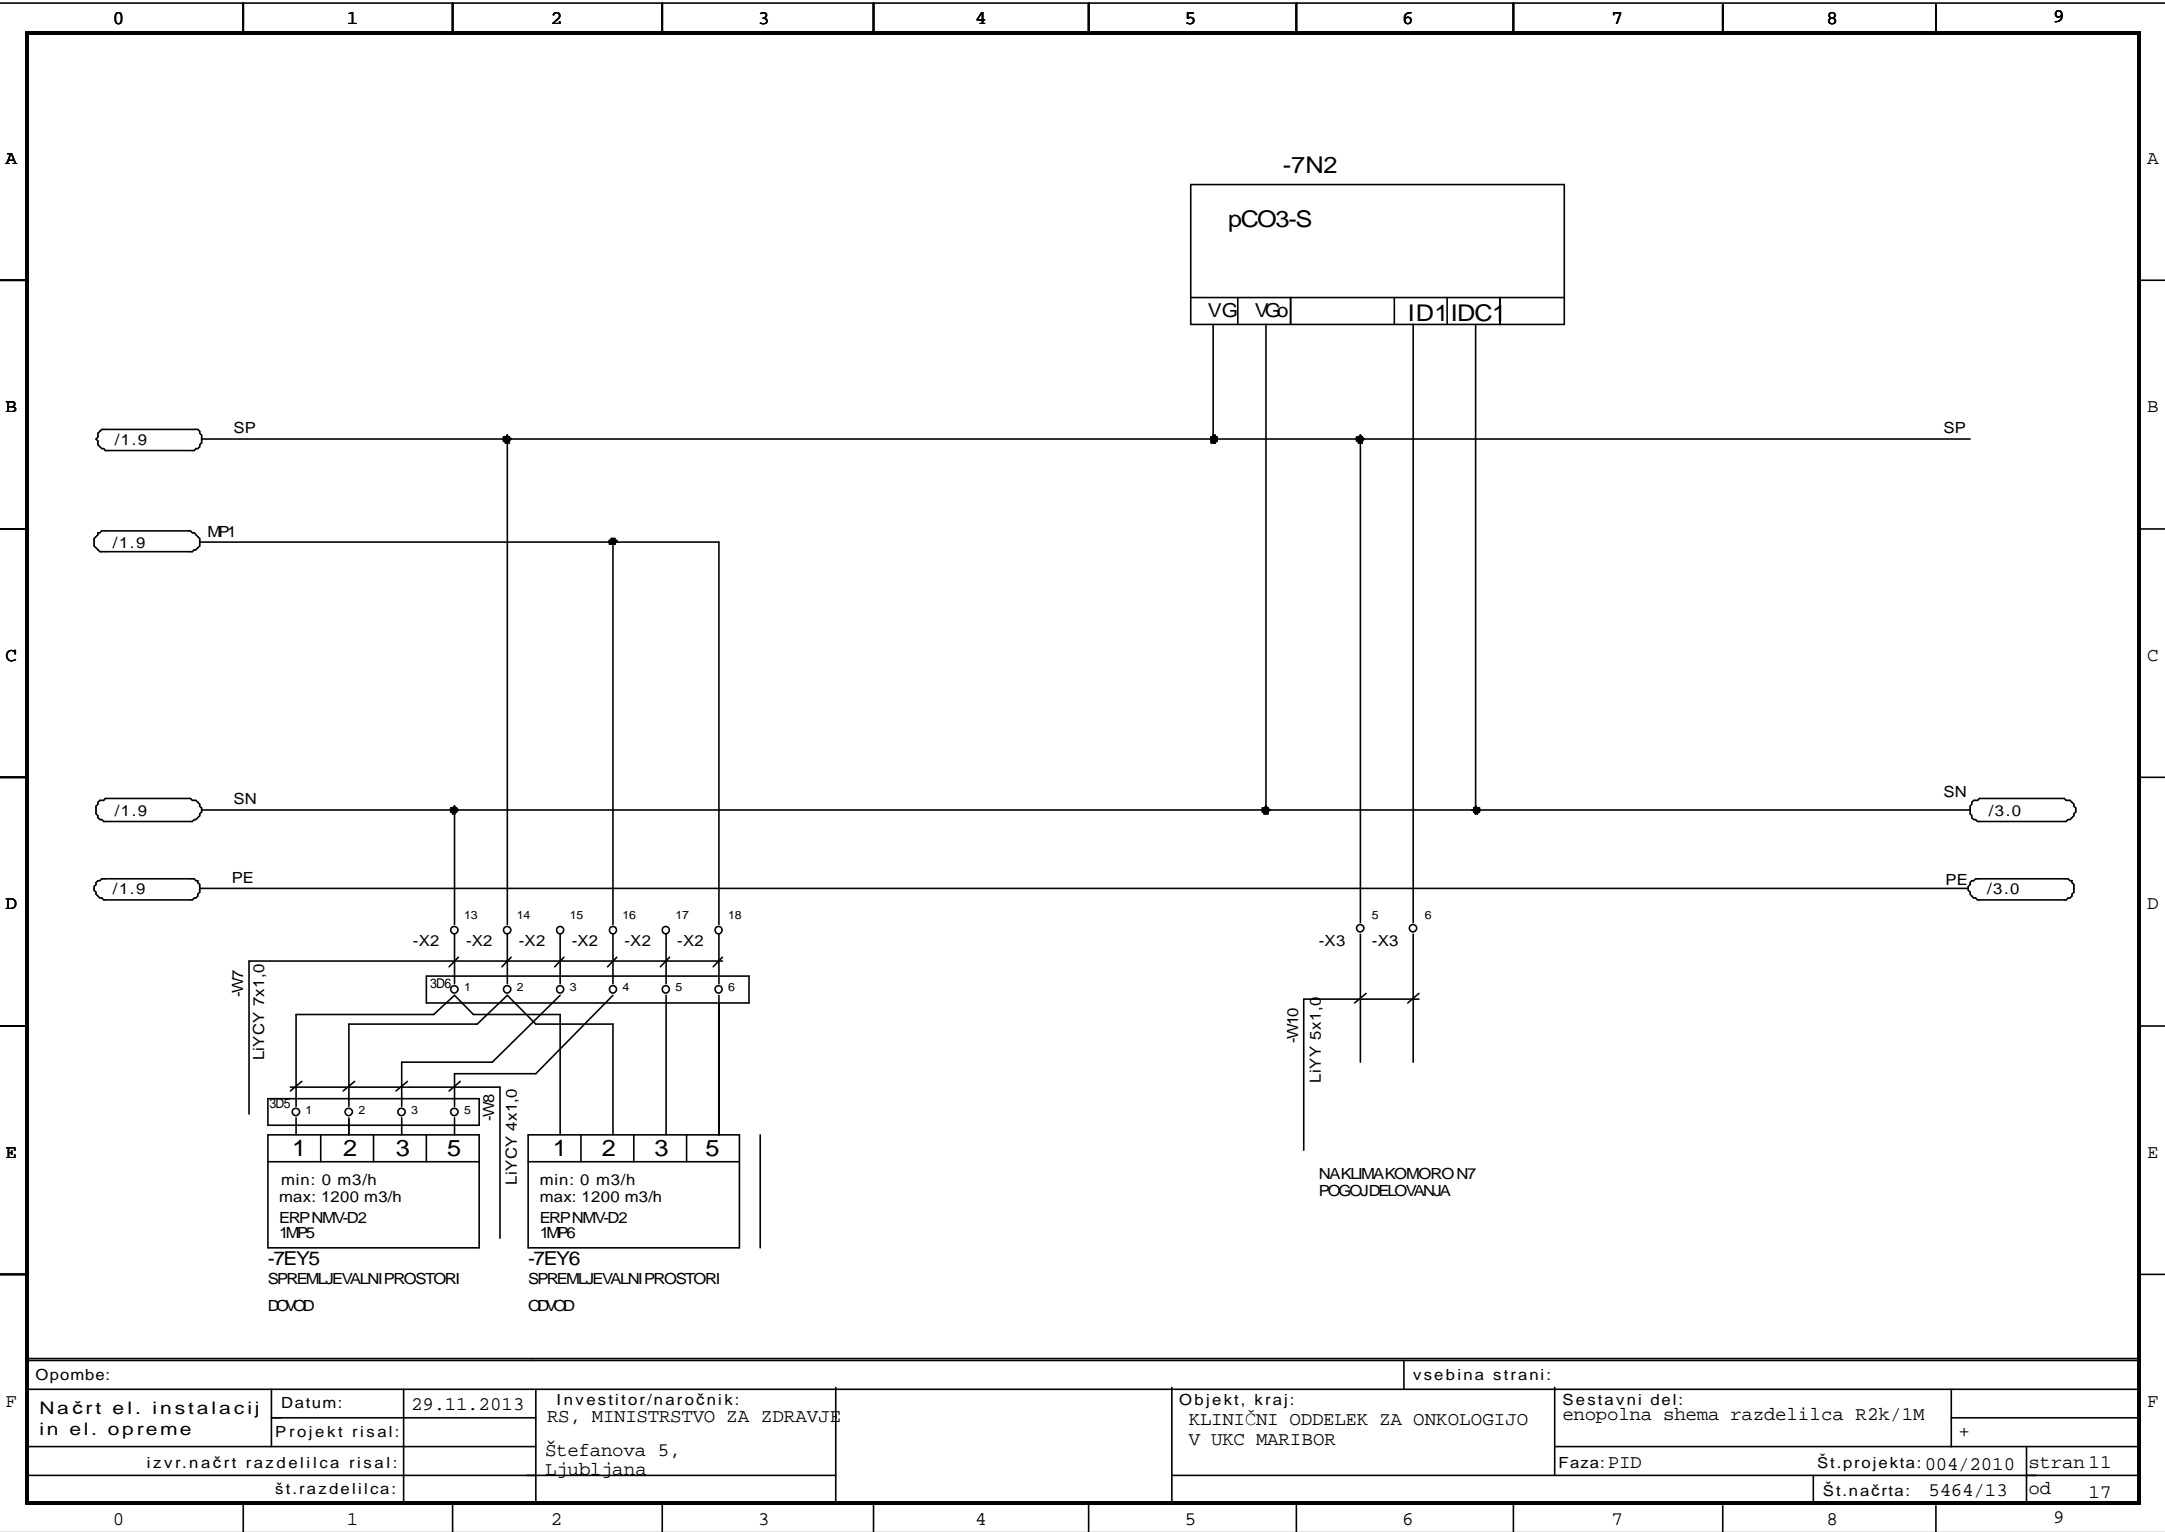 0 1 2 3 4 5 6 7 8 9
A A
-7N2
pCO3-S
VG VGo ID1 IDC1
B B
/1.9 SP SP
/1.9 MP1
C C
/1.9 SN SN /3.0
/1.9 PE PE /3.0
D D
13 14 15 16 17 18 5 6
-X2 -X2 -X2 -X2 -X2 -X2 -X3 -X3
-W7
LiYCY 7x1,0
3D6 1 2 3 4 5 6
-W10
LiYY 5x1,0
3D5 1 2 3 5
-W8
LiYCY 4x1,0
E E
1 2 3 5
min: 0 m3/h
max: 1200 m3/h
ERP NMV-D2
1MP5
-7EY5
SPREMLJEVALNI PROSTORI
DOVOD
1 2 3 5
min: 0 m3/h
max: 1200 m3/h
ERP NMV-D2
1MP6
-7EY6
SPREMLJEVALNI PROSTORI
ODVOD
NA KLIMA KOMORO N7
POGOJ DELOVANJA
F F
Opombe:
vsebina strani:
Načrt el. instalacij
in el. opreme
Datum: 29.11.2013
Projekt risal:
izvr.načrt razdelilca risal:
št.razdelilca:
Investitor/naročnik:
RS, MINISTRSTVO ZA ZDRAVJE
Štefanova 5,
Ljubljana
Objekt, kraj:
KLINIČNI ODDELEK ZA ONKOLOGIJO
V UKC MARIBOR
Sestavni del:
enopolna shema razdelilca R2k/1M
+
Faza: PID
Št.projekta: 004/2010
stran 11
Št.načrta: 5464/13
od 17
0 1 2 3 4 5 6 7 8 9